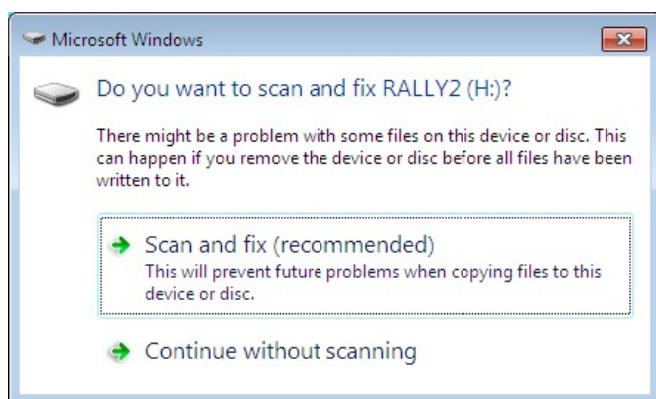 Microsoft Windows
Do you want to scan and fix RALLY2 (H:)?
There might be a problem with some files on this device or disc. This
can happen if you remove the device or disc before all files have been
written to it.
Scan and fix (recommended)
This will prevent future problems when copying files to this
device or disc.
Continue without scanning